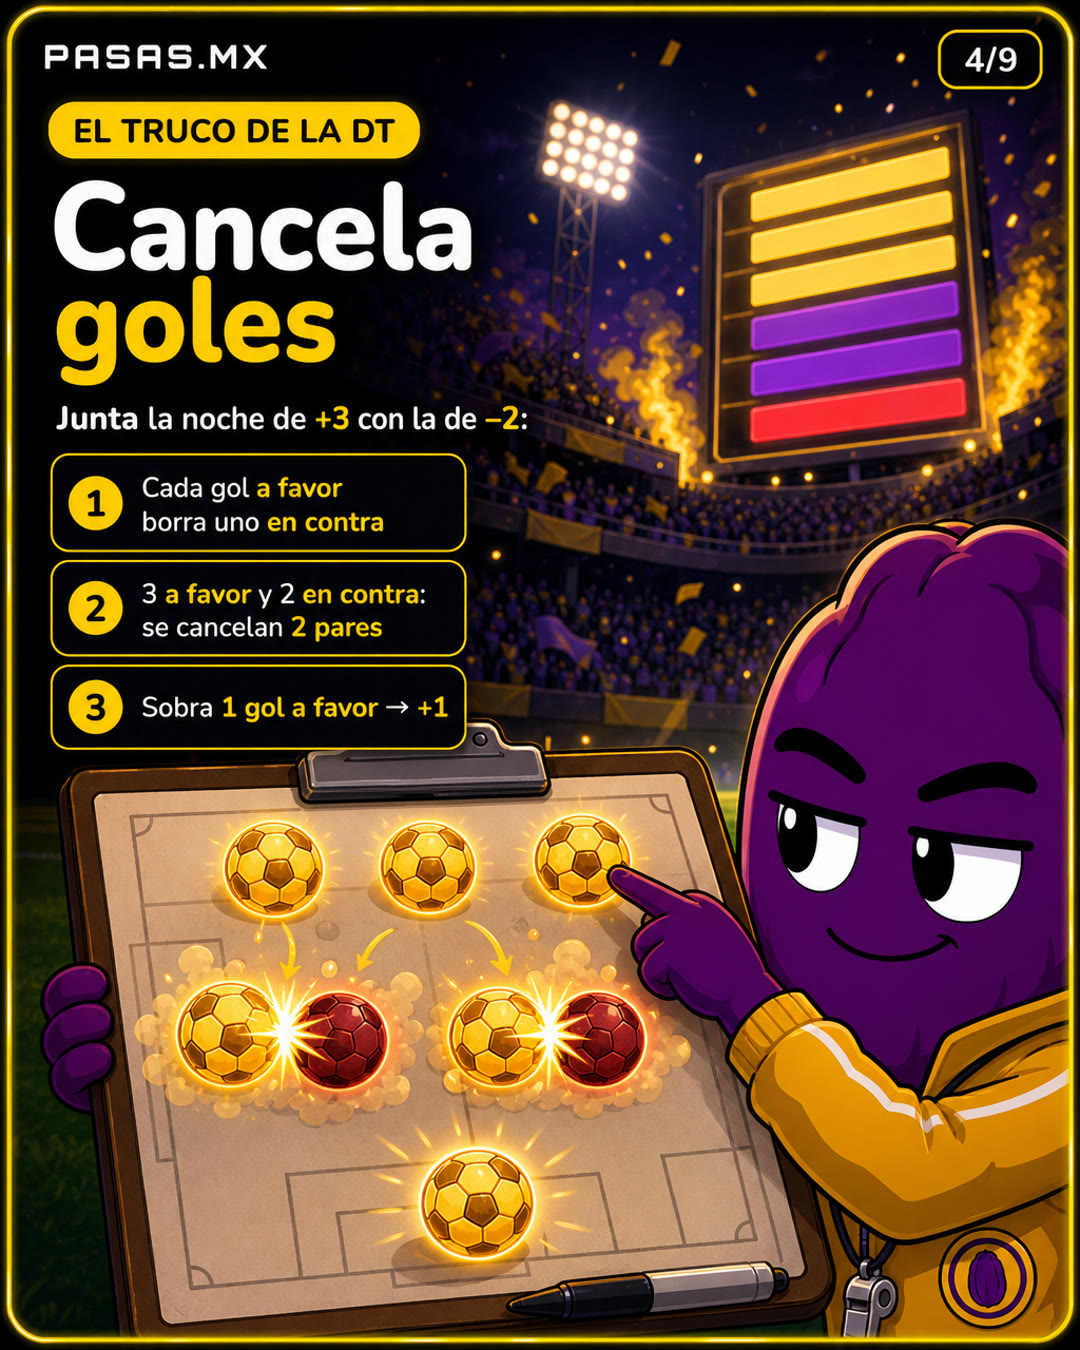 PASAS.MX
4/9
EL TRUCO DE LA DT
Cancela
goles
Junta la noche de +3 con la de −2:
1
Cada gol a favor
borra uno en contra
2
3 a favor y 2 en contra:
se cancelan 2 pares
3
Sobra 1 gol a favor → +1